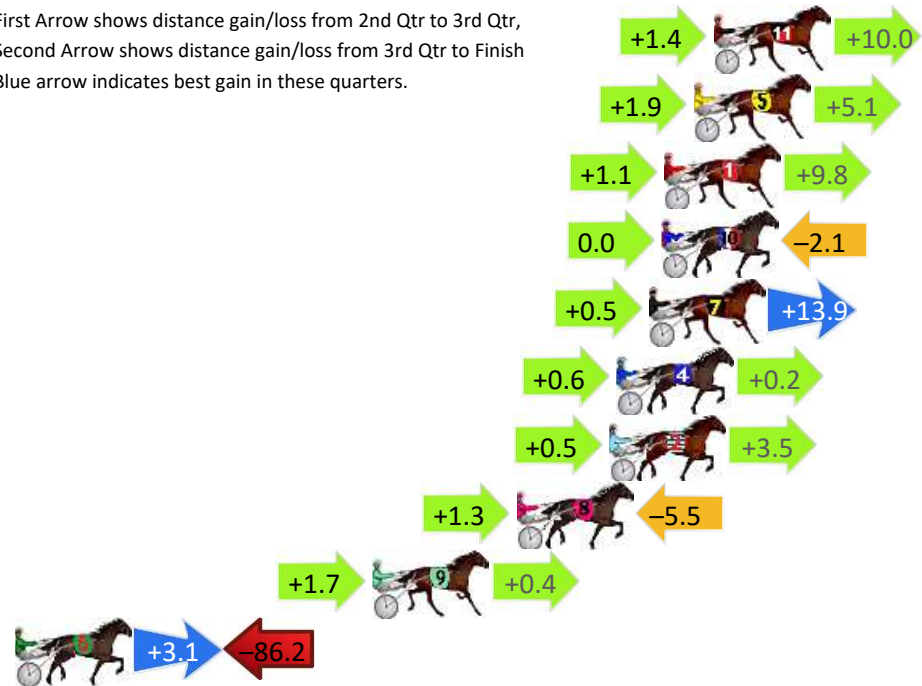 First Arrow shows distance gain/loss from 2nd Qtr to 3rd Qtr,
Second Arrow shows distance gain/loss from 3rd Qtr to Finish
Blue arrow indicates best gain in these quarters.
+1.4 11 +10.0
+1.9 5 +5.1
+1.1 1 +9.8
0.0 10 –2.1
+0.5 7 +13.9
+0.6 4 +0.2
+0.5 2 +3.5
+1.3 8 –5.5
+1.7 9 +0.4
+3.1 –86.2